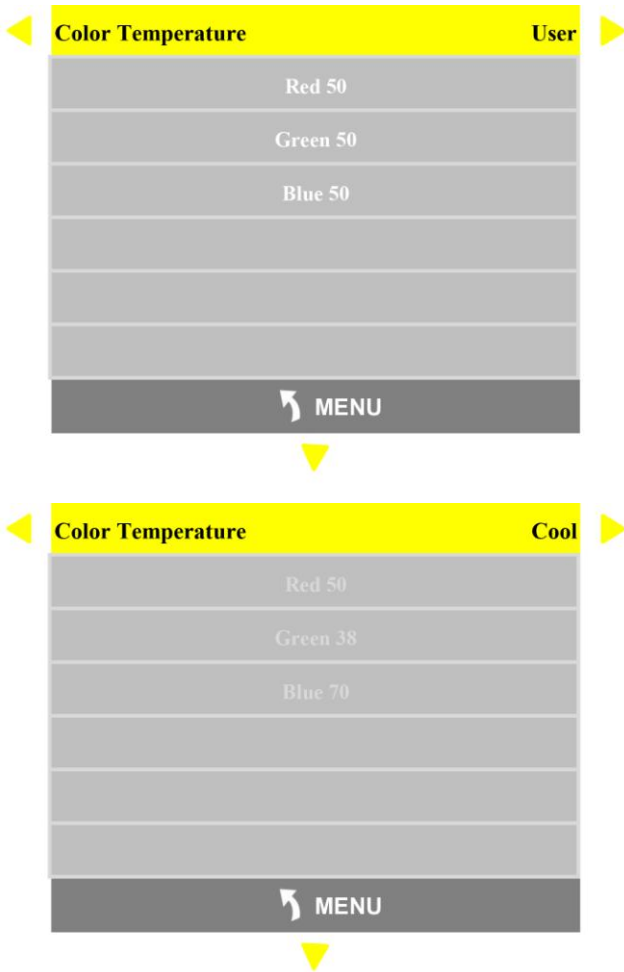 Color Temperature User
Red 50
Green 50
Blue 50
MENU
Color Temperature Cool
Red 50
Green 38
Blue 70
MENU